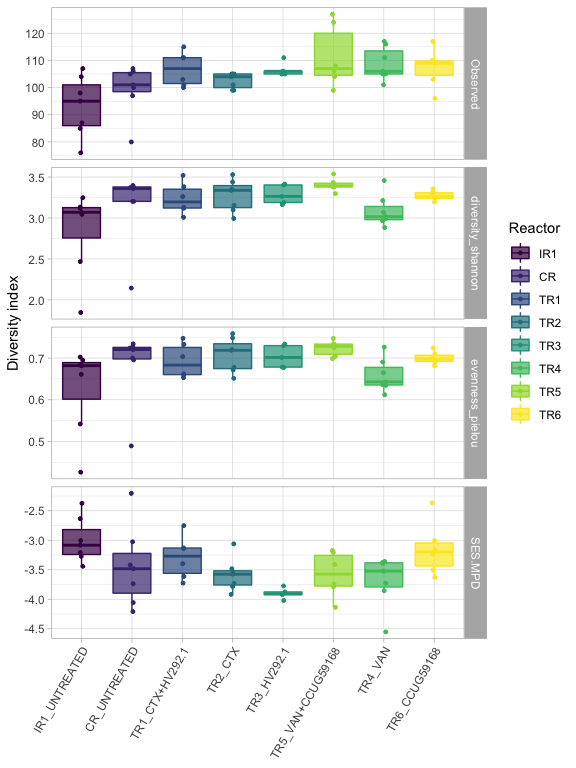 Diversity index
120
110
100
90
80
Observed
3.5
3.0
2.5
2.0
diversity_shannon
0.7
0.6
0.5
evenness_pielou
-2.5
-3.0
-3.5
-4.0
-4.5
SES.MPD
IR1_UNTREATED
CR_UNTREATED
TR1_CTX+HV292.1
TR2_CTX
TR3_HV292.1
TR5_VAN+CCUG59168
TR4_VAN
TR6_CCUG59168
Reactor
IR1
CR
TR1
TR2
TR3
TR4
TR5
TR6